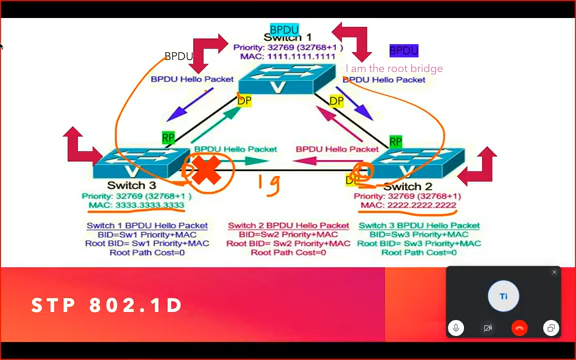 BPDU
Switch 1
Priority: 32769 (32768+1)
MAC: 1111.1111.1111
BPDU
BPDU
I am the root bridge
BPDU Hello Packet
BPDU Hello Packet
DP
DP
RP
RP
BPDU Hello Packet
BPDU Hello Packet
Switch 3
Priority: 32769 (32768+1)
MAC: 3333.3333.3333
1g
D
Switch 2
Priority: 32769 (32768+1)
MAC: 2222.2222.2222
Switch 1 BPDU Hello Packet
BID=Sw1 Priority+MAC
Root BID= Sw1 Priority+MAC
Root Path Cost=0
Switch 2 BPDU Hello Packet
BID=Sw2 Priority+MAC
Root BID= Sw2 Priority+MAC
Root Path Cost=0
Switch 3 BPDU Hello Packet
BID=Sw3 Priority+MAC
Root BID= Sw3 Priority+MAC
Root Path Cost=0
STP 802.1D
Ti